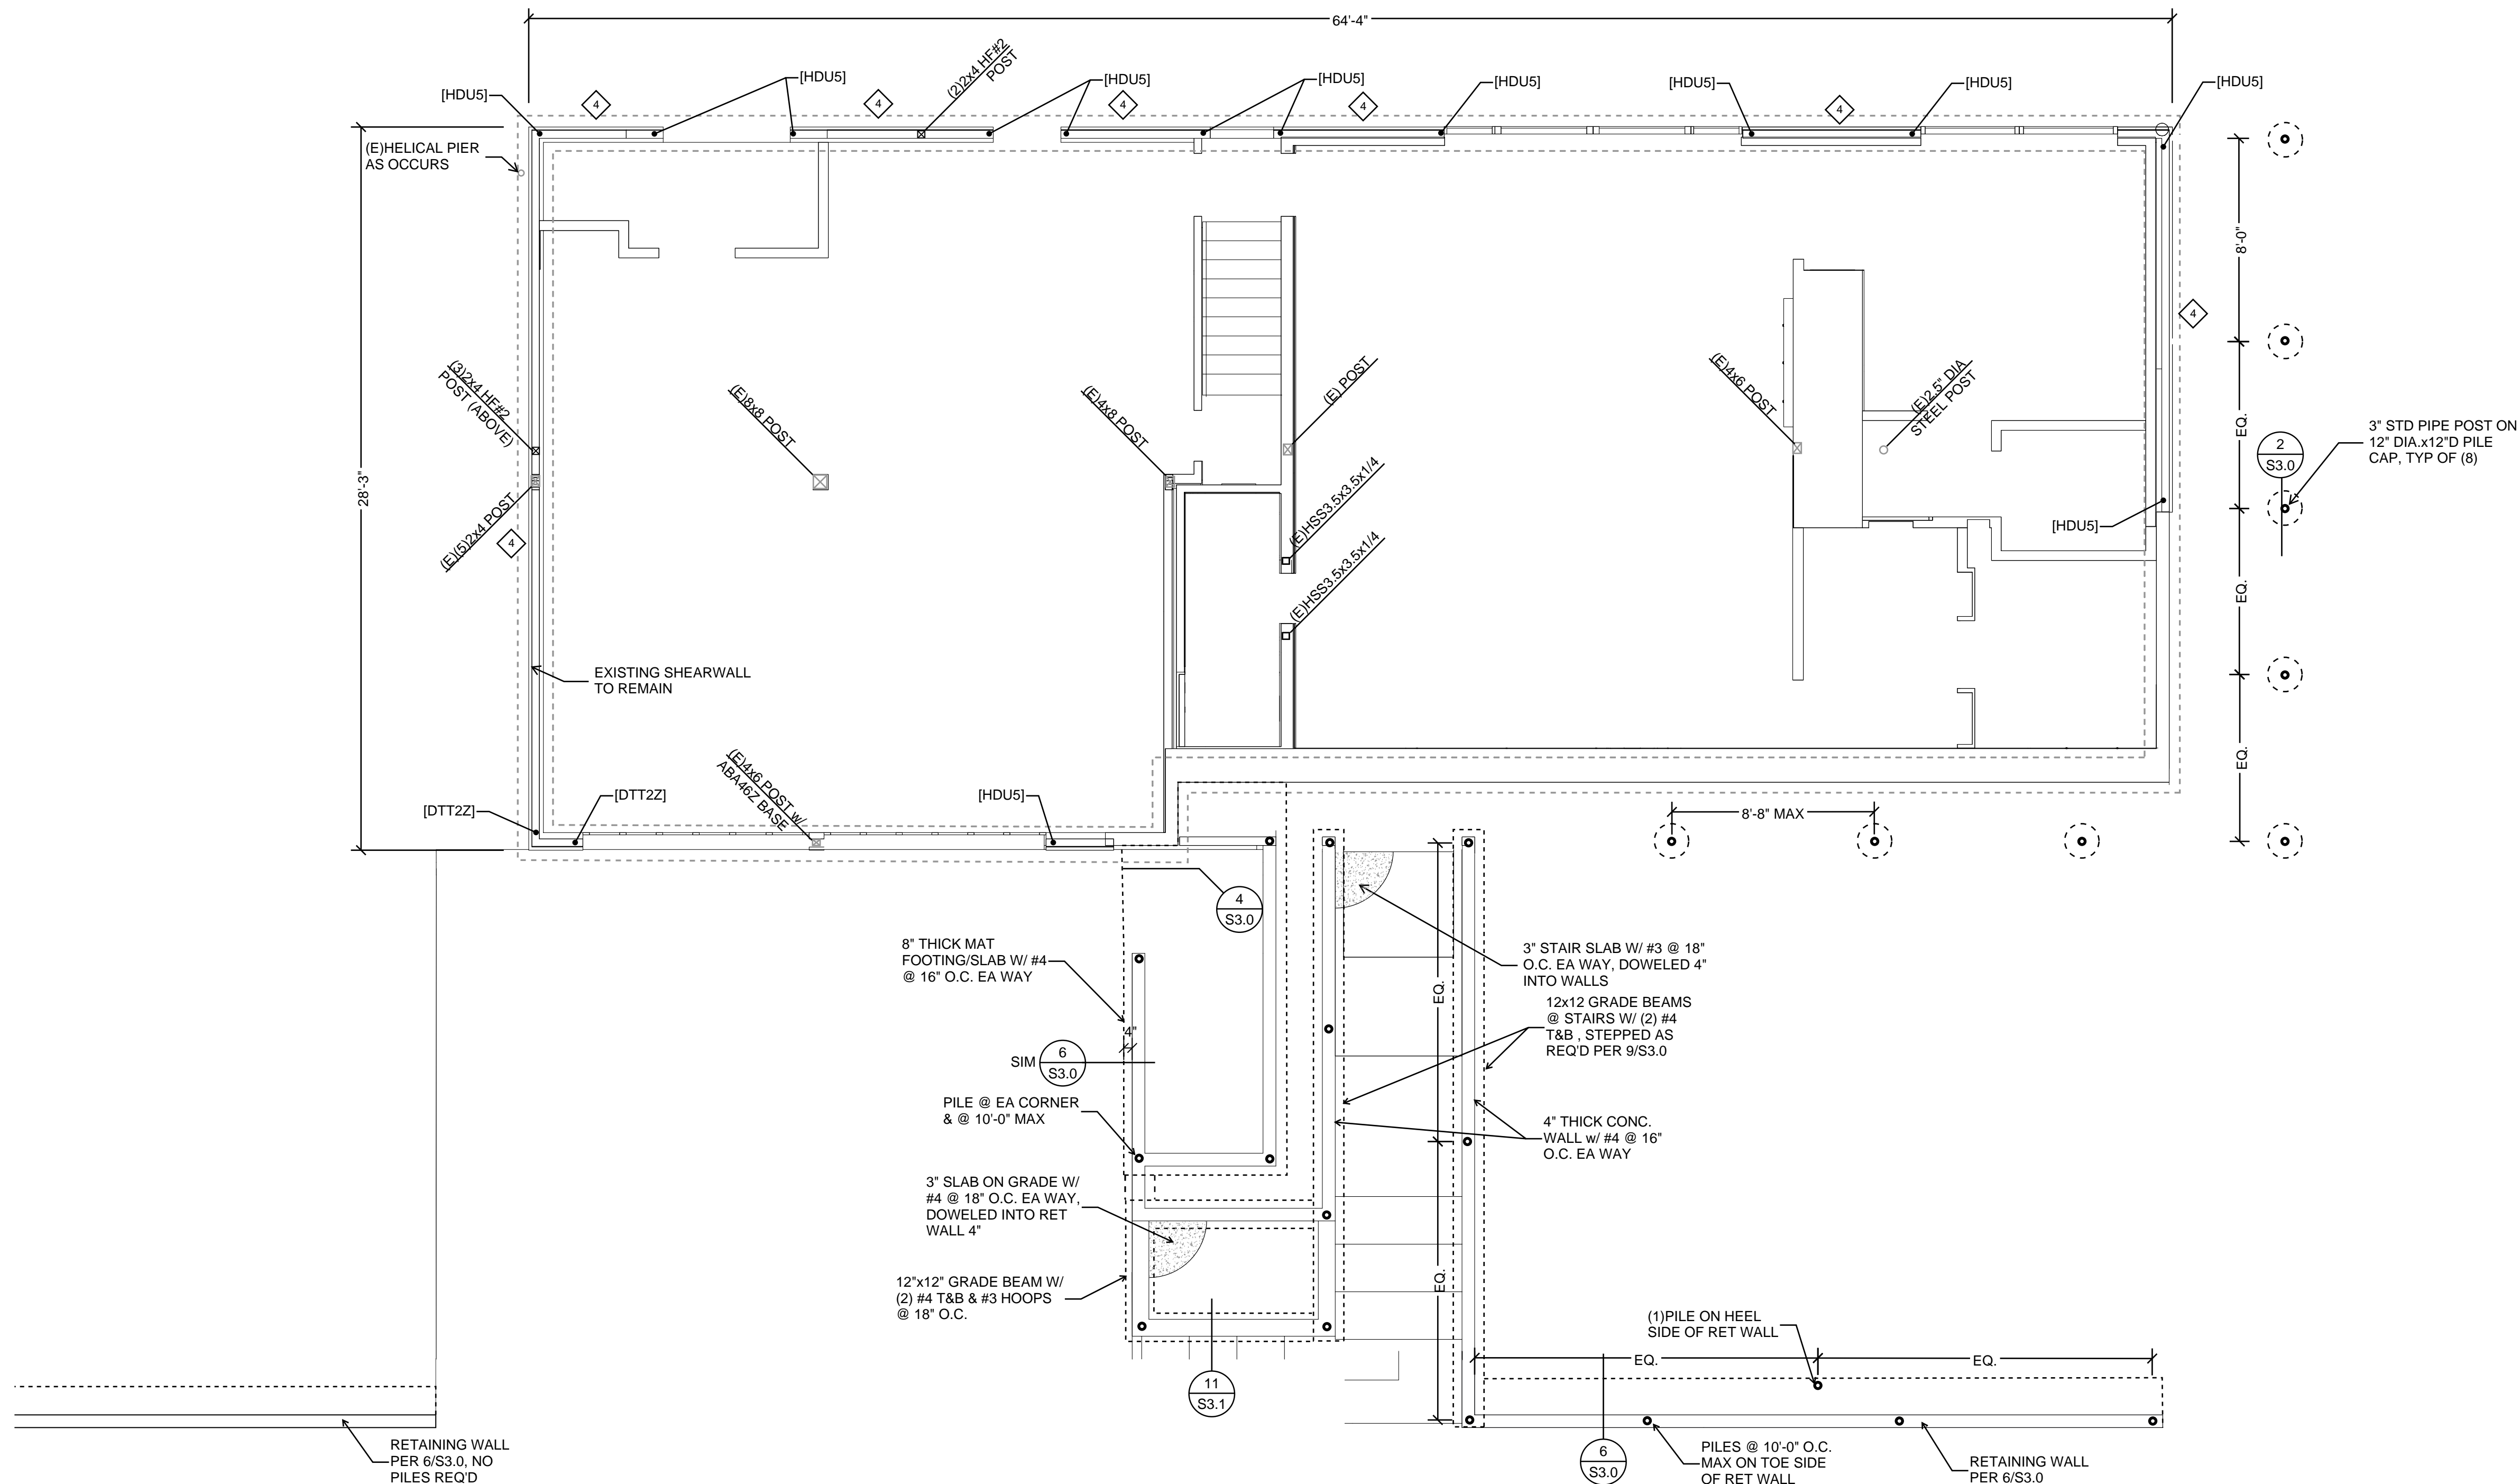 64'-4"
[HDU5]
4
[HDU5]
4
(2)2x4 HF#2
POST
[HDU5]
4
[HDU5]
4
[HDU5]
[HDU5]
4
[HDU5]
[HDU5]
(E)HELICAL PIER
AS OCCURS
28'-3"
8'-0"
4
(3)2x4 HF#2
POST (ABOVE)
(E)8x8 POST
(E)4x8 POST
(E) POST
(E)4x6 POST
(E)2.5" DIA
STEEL POST
EQ.
2
S3.0
3" STD PIPE POST ON
12" DIA.x12"D PILE
CAP, TYP OF (8)
(E)(5)2x4 POST
4
(E)HSS3.5x3.5x1/4
(E)HSS3.5x3.5x1/4
[HDU5]
EQ.
EXISTING SHEARWALL
TO REMAIN
EQ.
[DTT2Z]
[DTT2Z]
(E)4x6 POST w/
ABA46Z BASE
[HDU5]
8'-8" MAX
4
S3.0
8" THICK MAT
FOOTING/SLAB W/ #4
@ 16" O.C. EA WAY
3" STAIR SLAB W/ #3 @ 18"
O.C. EA WAY, DOWELED 4"
INTO WALLS
EQ.
12x12 GRADE BEAMS
@ STAIRS W/ (2) #4
T&B , STEPPED AS
REQ'D PER 9/S3.0
4"
SIM
6
S3.0
PILE @ EA CORNER
& @ 10'-0" MAX
4" THICK CONC.
WALL w/ #4 @ 16"
O.C. EA WAY
3" SLAB ON GRADE W/
#4 @ 18" O.C. EA WAY,
DOWELED INTO RET
WALL 4"
12"x12" GRADE BEAM W/
(2) #4 T&B & #3 HOOPS
@ 18" O.C.
EQ.
(1)PILE ON HEEL
SIDE OF RET WALL
EQ.
EQ.
11
S3.1
RETAINING WALL
PER 6/S3.0, NO
PILES REQ'D
6
S3.0
PILES @ 10'-0" O.C.
MAX ON TOE SIDE
OF RET WALL
RETAINING WALL
PER 6/S3.0